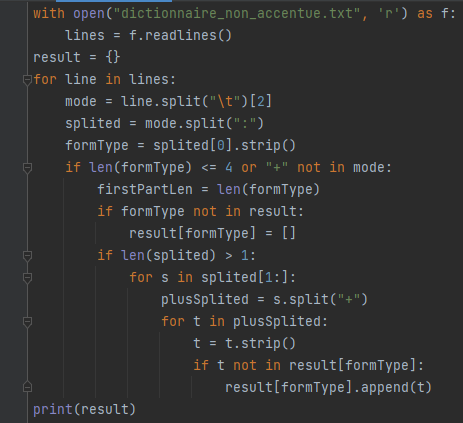 with open("dictionnaire_non_accentue.txt", 'r') as f:
    lines = f.readlines()
result = {}
for line in lines:
    mode = line.split("\t")[2]
    splited = mode.split(":")
    formType = splited[0].strip()
    if len(formType) <= 4 or "+" not in mode:
        firstPartLen = len(formType)
        if formType not in result:
            result[formType] = []
        if len(splited) > 1:
            for s in splited[1:]:
                plusSplited = s.split("+")
                for t in plusSplited:
                    t = t.strip()
                    if t not in result[formType]:
                        result[formType].append(t)
print(result)